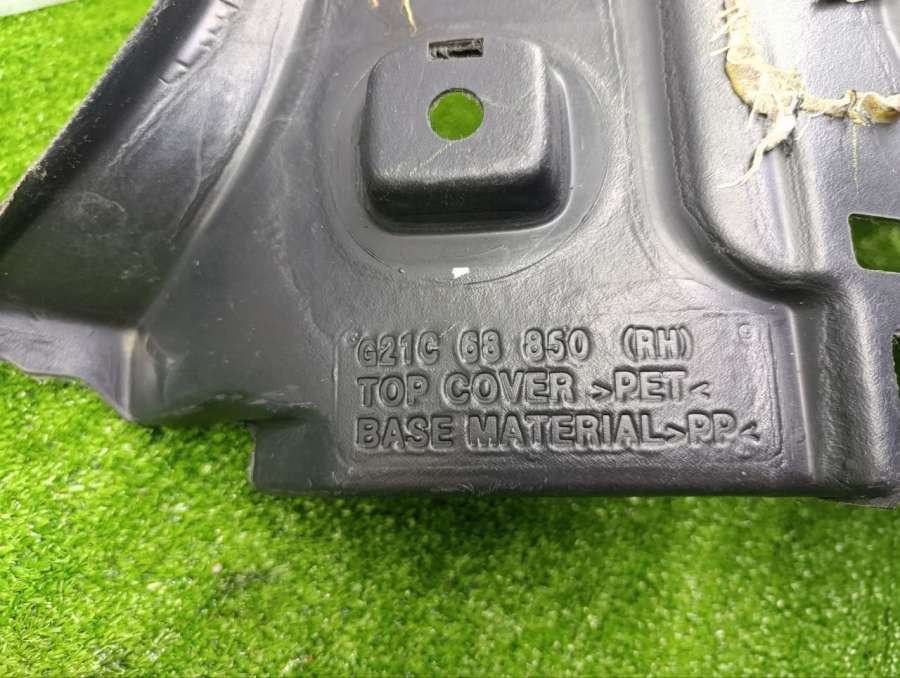 G21C 68 850 (RH)
TOP COVER >PET<
BASE MATERIAL>PP<